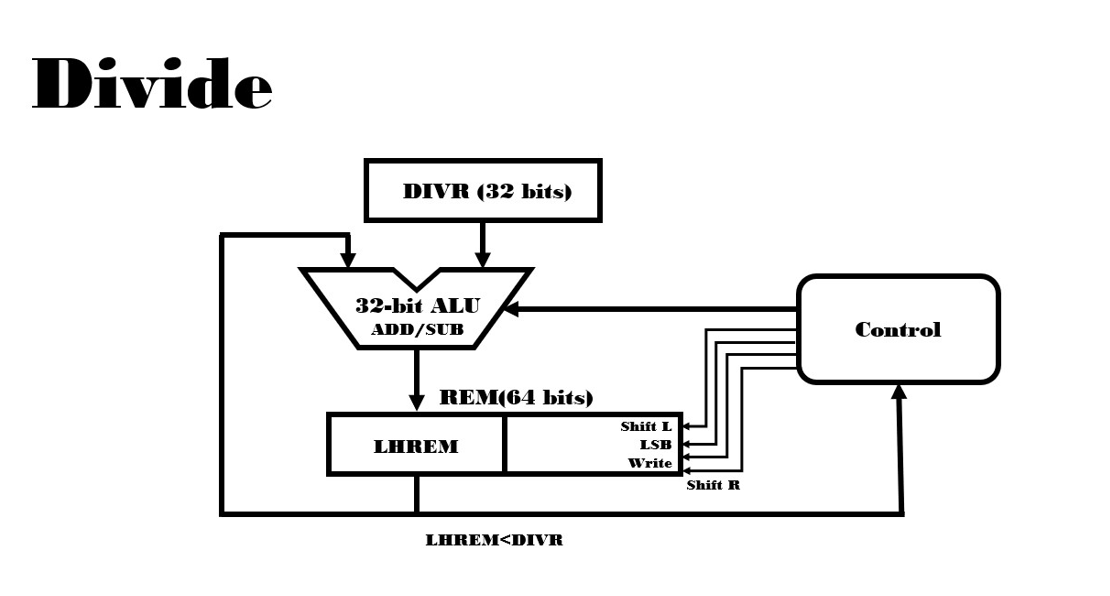 Divide
DIVR (32 bits)
32-bit ALU
ADD/SUB
Control
REM(64 bits)
LHREM
Shift L
LSB
Write
Shift R
LHREM<DIVR